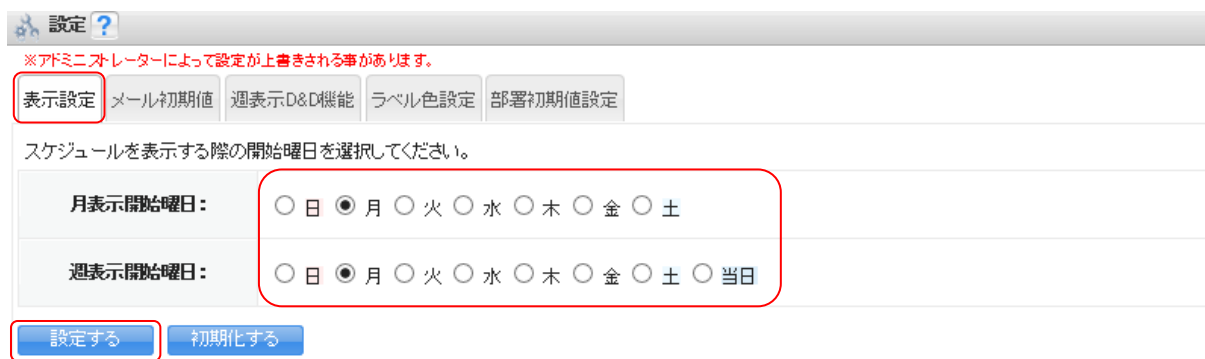 設定 ?
※アドミニストレーターによって設定が上書きされる事があります。
表示設定 メール初期値 週表示D&D機能 ラベル色設定 部署初期値設定
スケジュールを表示する際の開始曜日を選択してください。
月表示開始曜日： 日 月 火 水 木 金 土
週表示開始曜日： 日 月 火 水 木 金 土 当日
設定する 初期化する